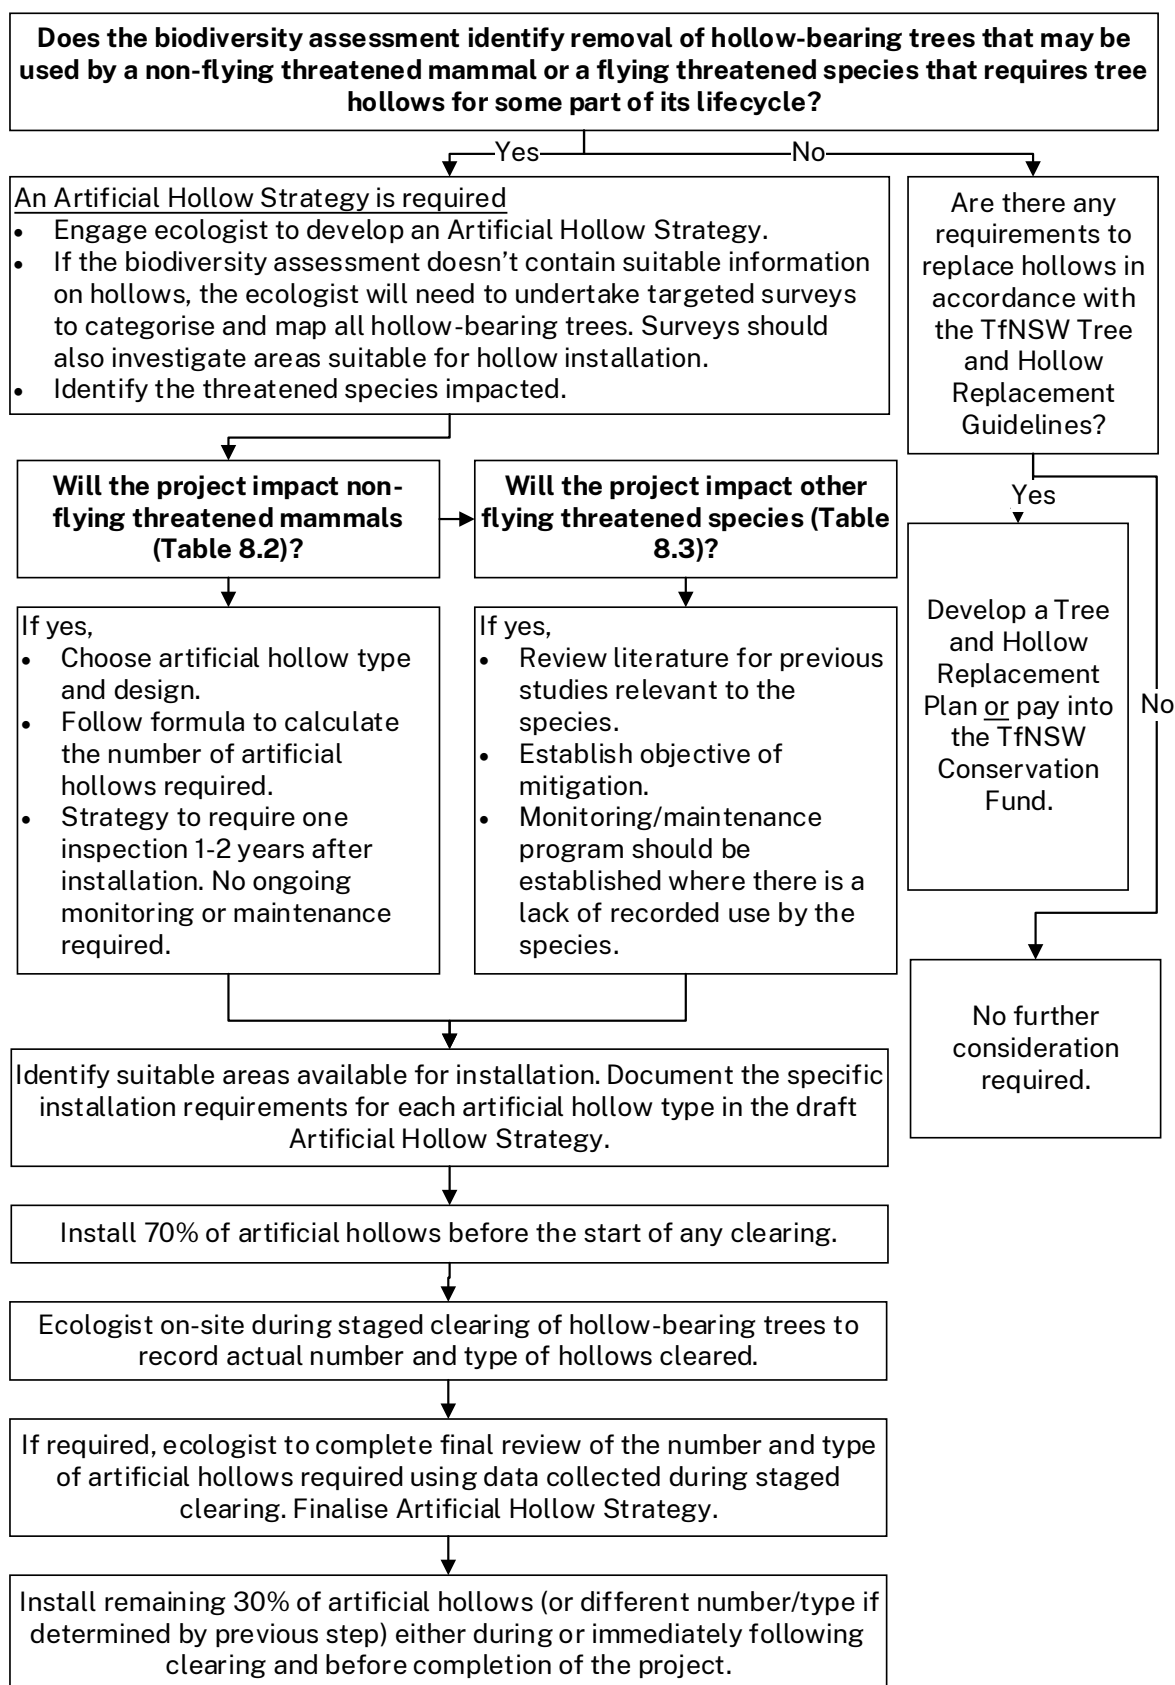 Does the biodiversity assessment identify removal of hollow-bearing trees that may be
used by a non-flying threatened mammal or a flying threatened species that requires tree
hollows for some part of its lifecycle?
Yes
No
An Artificial Hollow Strategy is required
• Engage ecologist to develop an Artificial Hollow Strategy.
• If the biodiversity assessment doesn't contain suitable information
on hollows, the ecologist will need to undertake targeted surveys
to categorise and map all hollow-bearing trees. Surveys should
also investigate areas suitable for hollow installation.
• Identify the threatened species impacted.
Are there any
requirements to
replace hollows in
accordance with
the TfNSW Tree
and Hollow
Replacement
Guidelines?
Will the project impact non-
flying threatened mammals
(Table 8.2)?
Will the project impact other
flying threatened species (Table
8.3)?
Yes
No
If yes,
• Choose artificial hollow type
and design.
• Follow formula to calculate
the number of artificial
hollows required.
• Strategy to require one
inspection 1-2 years after
installation. No ongoing
monitoring or maintenance
required.
If yes,
• Review literature for previous
studies relevant to the
species.
• Establish objective of
mitigation.
• Monitoring/maintenance
program should be
established where there is a
lack of recorded use by the
species.
Develop a Tree
and Hollow
Replacement
Plan or pay into
the TfNSW
Conservation
Fund.
No further
consideration
required.
Identify suitable areas available for installation. Document the specific
installation requirements for each artificial hollow type in the draft
Artificial Hollow Strategy.
Install 70% of artificial hollows before the start of any clearing.
Ecologist on-site during staged clearing of hollow-bearing trees to
record actual number and type of hollows cleared.
If required, ecologist to complete final review of the number and type
of artificial hollows required using data collected during staged
clearing. Finalise Artificial Hollow Strategy.
Install remaining 30% of artificial hollows (or different number/type if
determined by previous step) either during or immediately following
clearing and before completion of the project.